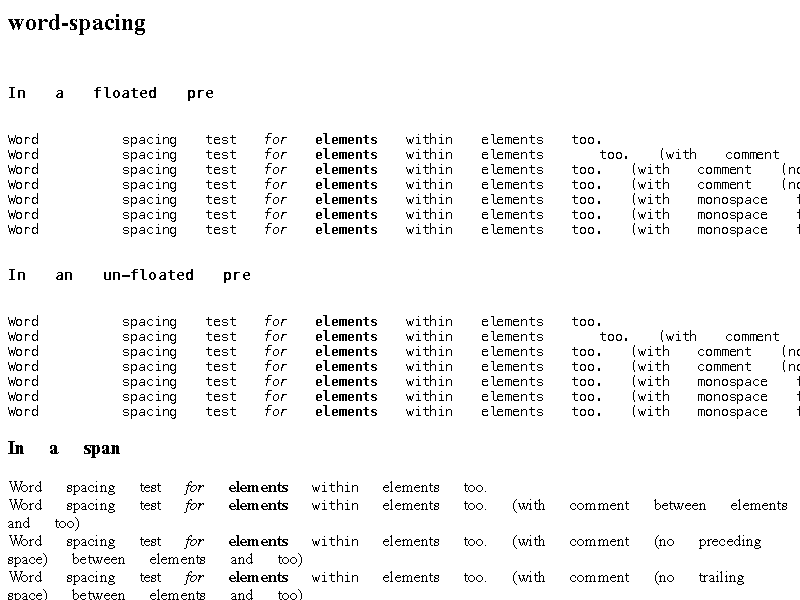 word-spacing
In a floated pre
Word spacing test for elements within elements too.
Word spacing test for elements within elements too. (with comment
Word spacing test for elements within elements too. (with comment (no
Word spacing test for elements within elements too. (with comment (no
Word spacing test for elements within elements too. (with monospace
Word spacing test for elements within elements too. (with monospace
Word spacing test for elements within elements too. (with monospace
In an un-floated pre
Word spacing test for elements within elements too.
Word spacing test for elements within elements too. (with comment
Word spacing test for elements within elements too. (with comment (no
Word spacing test for elements within elements too. (with comment (no
Word spacing test for elements within elements too. (with monospace
Word spacing test for elements within elements too. (with monospace
Word spacing test for elements within elements too. (with monospace
In a span
Word spacing test for elements within elements too.
Word spacing test for elements within elements too. (with comment between elements
and too)
Word spacing test for elements within elements too. (with comment (no preceding
space) between elements and too)
Word spacing test for elements within elements too. (with comment (no trailing
space) between elements and too)